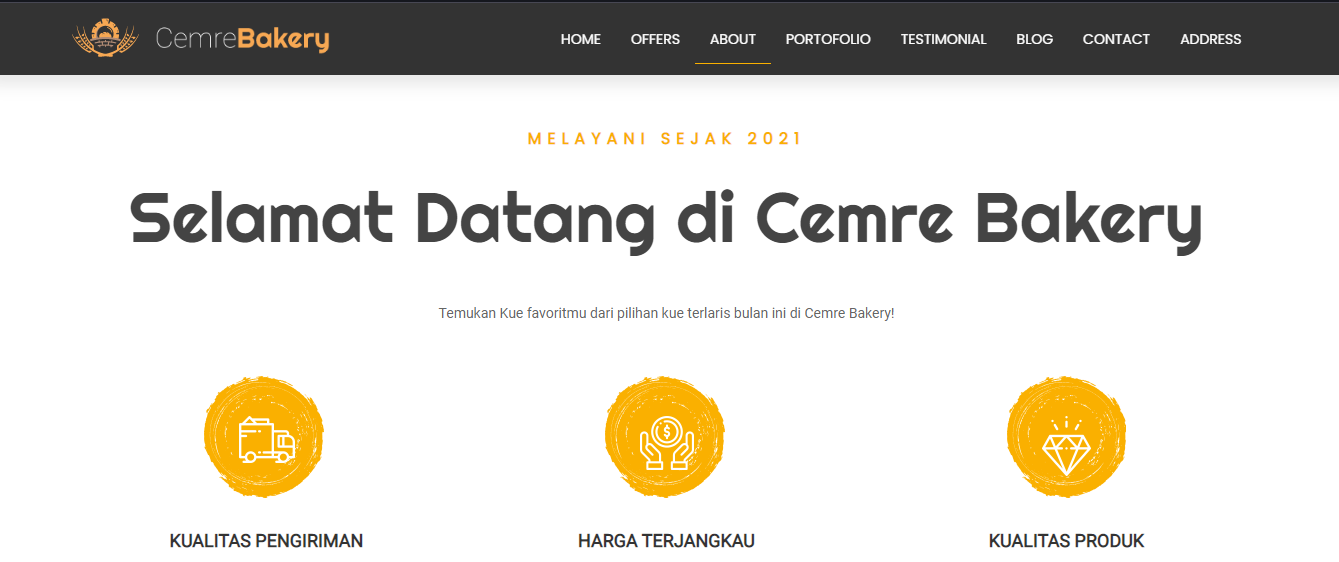 CemreBakery
HOME OFFERS ABOUT PORTOFOLIO TESTIMONIAL BLOG CONTACT ADDRESS
MELAYANI SEJAK 2021
Selamat Datang di Cemre Bakery
Temukan Kue favoritmu dari pilihan kue terlaris bulan ini di Cemre Bakery!
KUALITAS PENGIRIMAN
HARGA TERJANGKAU
KUALITAS PRODUK